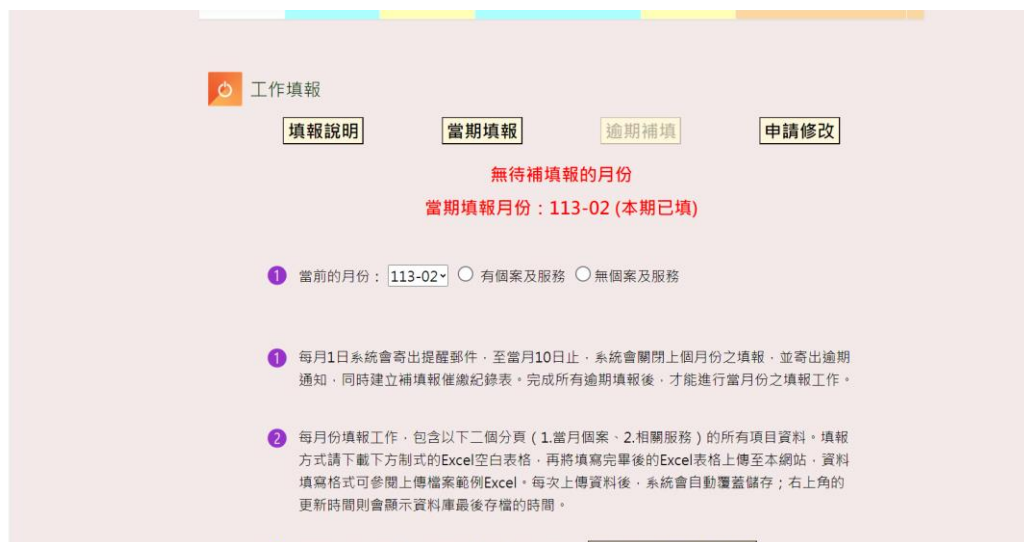 工作填報
填報說明 當期填報 逾期補填 申請修改
無待補填報的月份
當期填報月份：113-02 (本期已填)
1 當前的月份： 113-02 有個案及服務 無個案及服務
1 每月1日系統會寄出提醒郵件，至當月10日止，系統會關閉上個月份之填報，並寄出逾期
通知，同時建立補填報催繳紀錄表。完成所有逾期填報後，才能進行當月份之填報工作。
2 每月份填報工作，包含以下二個分頁（1.當月個案、2.相關服務）的所有項目資料。填報
方式請下載下方制式的Excel空白表格，再將填寫完畢後的Excel表格上傳至本網站，資料
填寫格式可參閱上傳檔案範例Excel。每次上傳資料後，系統會自動覆蓋儲存；右上角的
更新時間則會顯示資料庫最後存檔的時間。